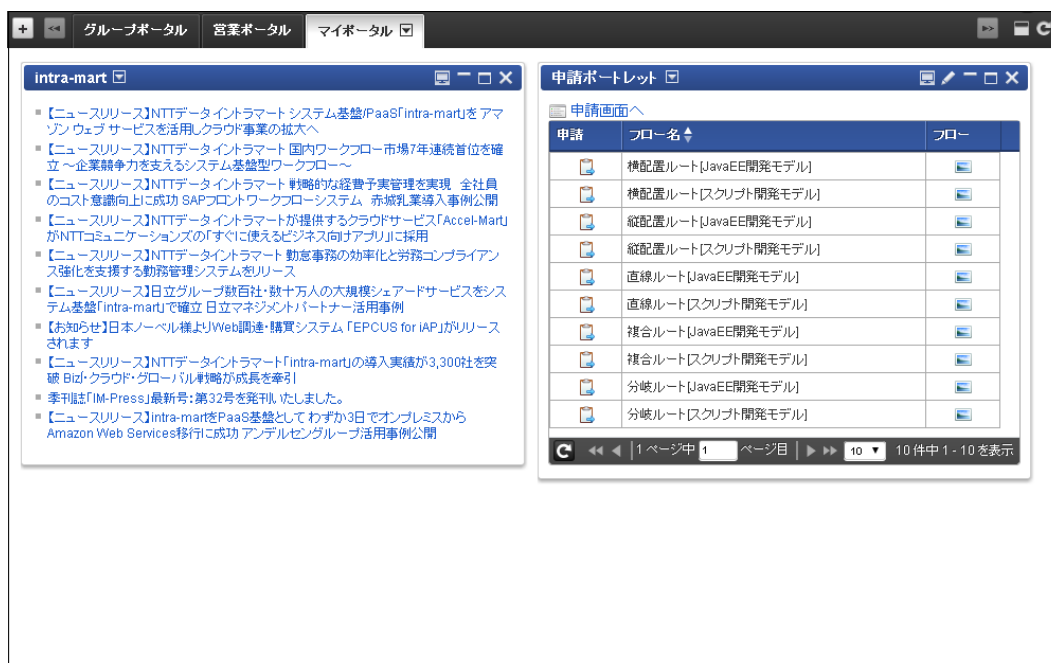 グループポータル 営業ポータル マイポータル
intra-mart
【ニュースリリース】NTTデータイントラマート システム基盤/PaaS「intra-mart」を アマ
ゾン ウェブ サービスを活用しクラウド事業の拡大へ
【ニュースリリース】NTTデータイントラマート 国内ワークフロー市場7年連続首位を確
立 ～企業競争力を支えるシステム基盤型ワークフロー～
【ニュースリリース】NTTデータイントラマート 戦略的な経費予実管理を実現 全社員
のコスト意識向上に成功 SAPフロントワークフローシステム 赤城乳業導入事例公開
【ニュースリリース】NTTデータイントラマートが提供するクラウドサービス「Accel-Mart」
がNTTコミュニケーションズの「すぐに使えるビジネス向けアプリ」に採用
【ニュースリリース】NTTデータイントラマート 勤怠事務の効率化と労務コンプライアン
ス強化を支援する勤務管理システムをリリース
【ニュースリリース】日立グループ数百社・数十万人の大規模シェアードサービスをシス
テム基盤「intra-mart」で確立 日立マネジメントパートナー活用事例
【お知らせ】日本ノーベル様よりWeb調達・購買システム 「EPCUS for iAP」がリリース
されます
【ニュースリリース】NTTデータイントラマート「intra-mart」の導入実績が3,300社を突
破 Biz∫・クラウド・グローバル戦略が成長を牽引
季刊誌「IM-Press」最新号：第32号を発刊いたしました。
【ニュースリリース】intra-martをPaaS基盤として わずか3日でオンプレミスから
Amazon Web Services移行に成功 アンデルセングループ活用事例公開
申請ポートレット
申請画面へ
申請 フロー名 フロー
横配置ルート[JavaEE開発モデル]
横配置ルート[スクリプト開発モデル]
縦配置ルート[JavaEE開発モデル]
縦配置ルート[スクリプト開発モデル]
直線ルート[JavaEE開発モデル]
直線ルート[スクリプト開発モデル]
複合ルート[JavaEE開発モデル]
複合ルート[スクリプト開発モデル]
分岐ルート[JavaEE開発モデル]
分岐ルート[スクリプト開発モデル]
1 ページ中 1 ページ目 10 10 件中 1 - 10 を表示